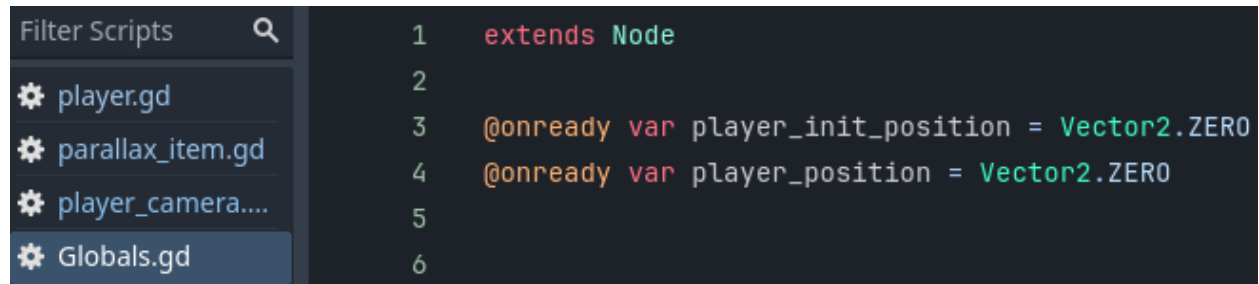 Filter Scripts
player.gd
parallax_item.gd
player_camera....
Globals.gd
1 extends Node
2
3 @onready var player_init_position = Vector2.ZERO
4 @onready var player_position = Vector2.ZERO
5
6